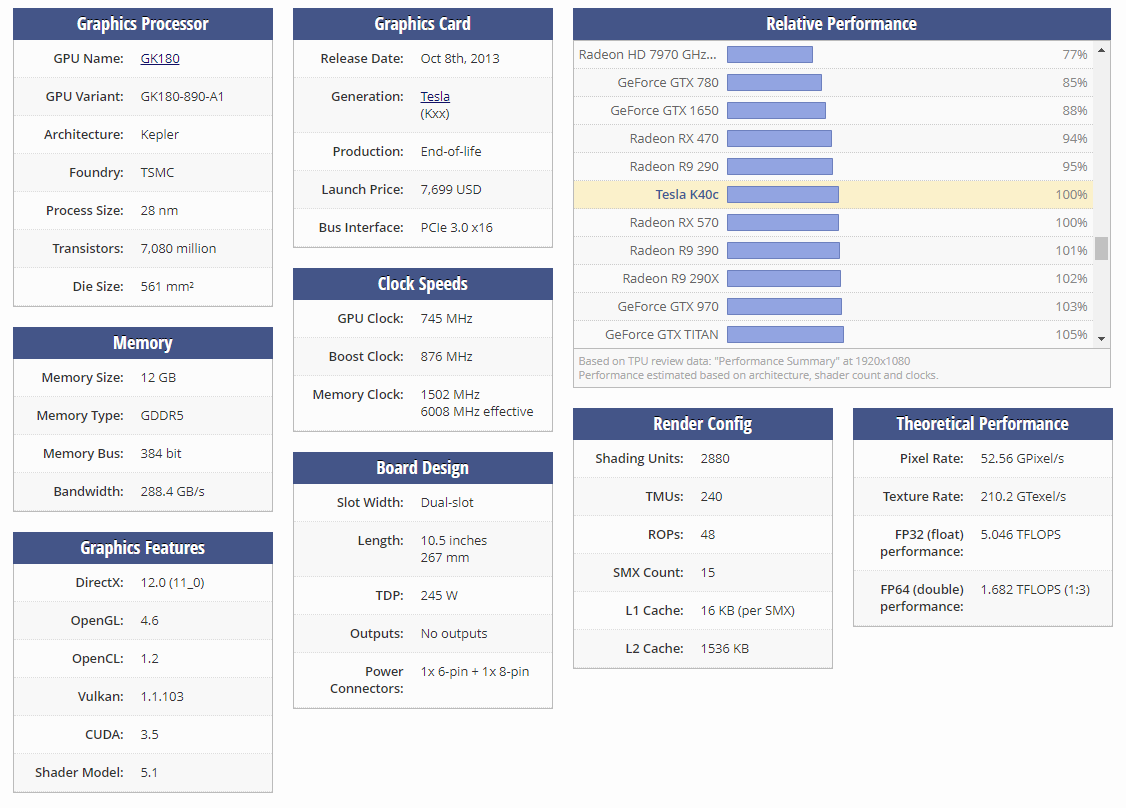 Graphics Processor
GPU Name: GK180
GPU Variant: GK180-890-A1
Architecture: Kepler
Foundry: TSMC
Process Size: 28 nm
Transistors: 7,080 million
Die Size: 561 mm²
Memory
Memory Size: 12 GB
Memory Type: GDDR5
Memory Bus: 384 bit
Bandwidth: 288.4 GB/s
Graphics Features
DirectX: 12.0 (11_0)
OpenGL: 4.6
OpenCL: 1.2
Vulkan: 1.1.103
CUDA: 3.5
Shader Model: 5.1
Graphics Card
Release Date: Oct 8th, 2013
Generation: Tesla
(Kxx)
Production: End-of-life
Launch Price: 7,699 USD
Bus Interface: PCIe 3.0 x16
Clock Speeds
GPU Clock: 745 MHz
Boost Clock: 876 MHz
Memory Clock: 1502 MHz
6008 MHz effective
Board Design
Slot Width: Dual-slot
Length: 10.5 inches
267 mm
TDP: 245 W
Outputs: No outputs
Power 1x 6-pin + 1x 8-pin
Connectors:
Relative Performance
Radeon HD 7970 GHz... 77%
GeForce GTX 780 85%
GeForce GTX 1650 88%
Radeon RX 470 94%
Radeon R9 290 95%
Tesla K40c 100%
Radeon RX 570 100%
Radeon R9 390 101%
Radeon R9 290X 102%
GeForce GTX 970 103%
GeForce GTX TITAN 105%
Based on TPU review data: "Performance Summary" at 1920x1080
Performance estimated based on architecture, shader count and clocks.
Render Config
Shading Units: 2880
TMUs: 240
ROPs: 48
SMX Count: 15
L1 Cache: 16 KB (per SMX)
L2 Cache: 1536 KB
Theoretical Performance
Pixel Rate: 52.56 GPixel/s
Texture Rate: 210.2 GTexel/s
FP32 (float) 5.046 TFLOPS
performance:
FP64 (double) 1.682 TFLOPS (1:3)
performance: